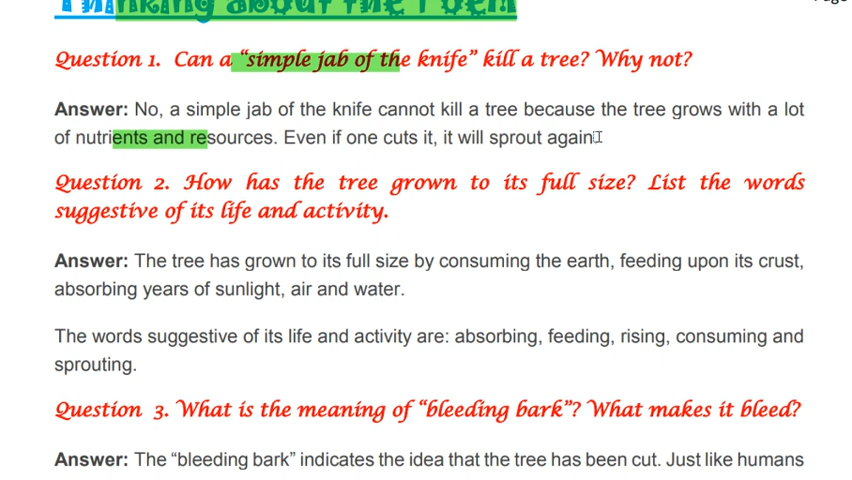 Thinking about the Poem
Question 1. Can a “simple jab of the knife” kill a tree? Why not?
Answer: No, a simple jab of the knife cannot kill a tree because the tree grows with a lot
of nutrients and resources. Even if one cuts it, it will sprout again
Question 2. How has the tree grown to its full size? List the words
suggestive of its life and activity.
Answer: The tree has grown to its full size by consuming the earth, feeding upon its crust,
absorbing years of sunlight, air and water.
The words suggestive of its life and activity are: absorbing, feeding, rising, consuming and
sprouting.
Question 3. What is the meaning of “bleeding bark”? What makes it bleed?
Answer: The “bleeding bark” indicates the idea that the tree has been cut. Just like humans